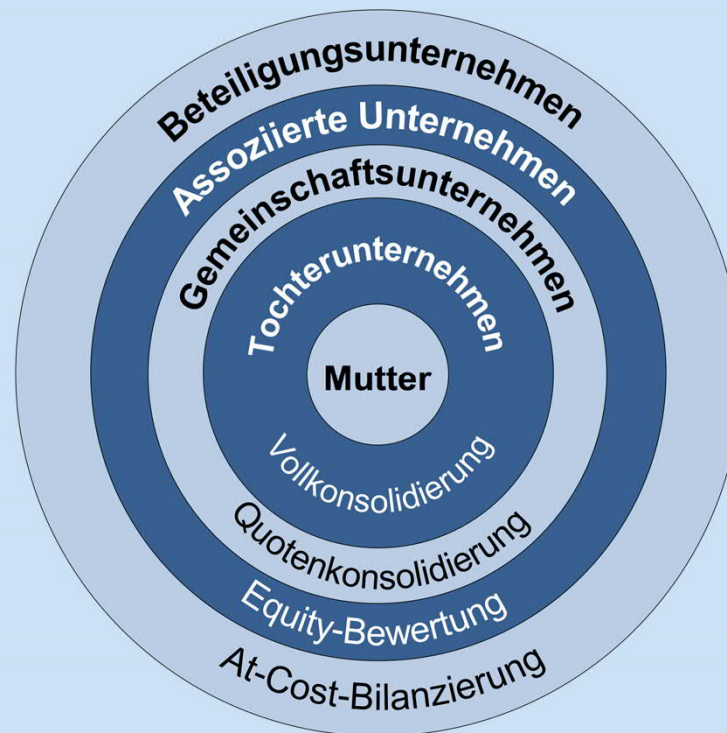 Beteiligungsunternehmen
Assoziierte Unternehmen
Gemeinschaftsunternehmen
Tochterunternehmen
Mutter
Vollkonsolidierung
Quotenkonsolidierung
Equity-Bewertung
At-Cost-Bilanzierung